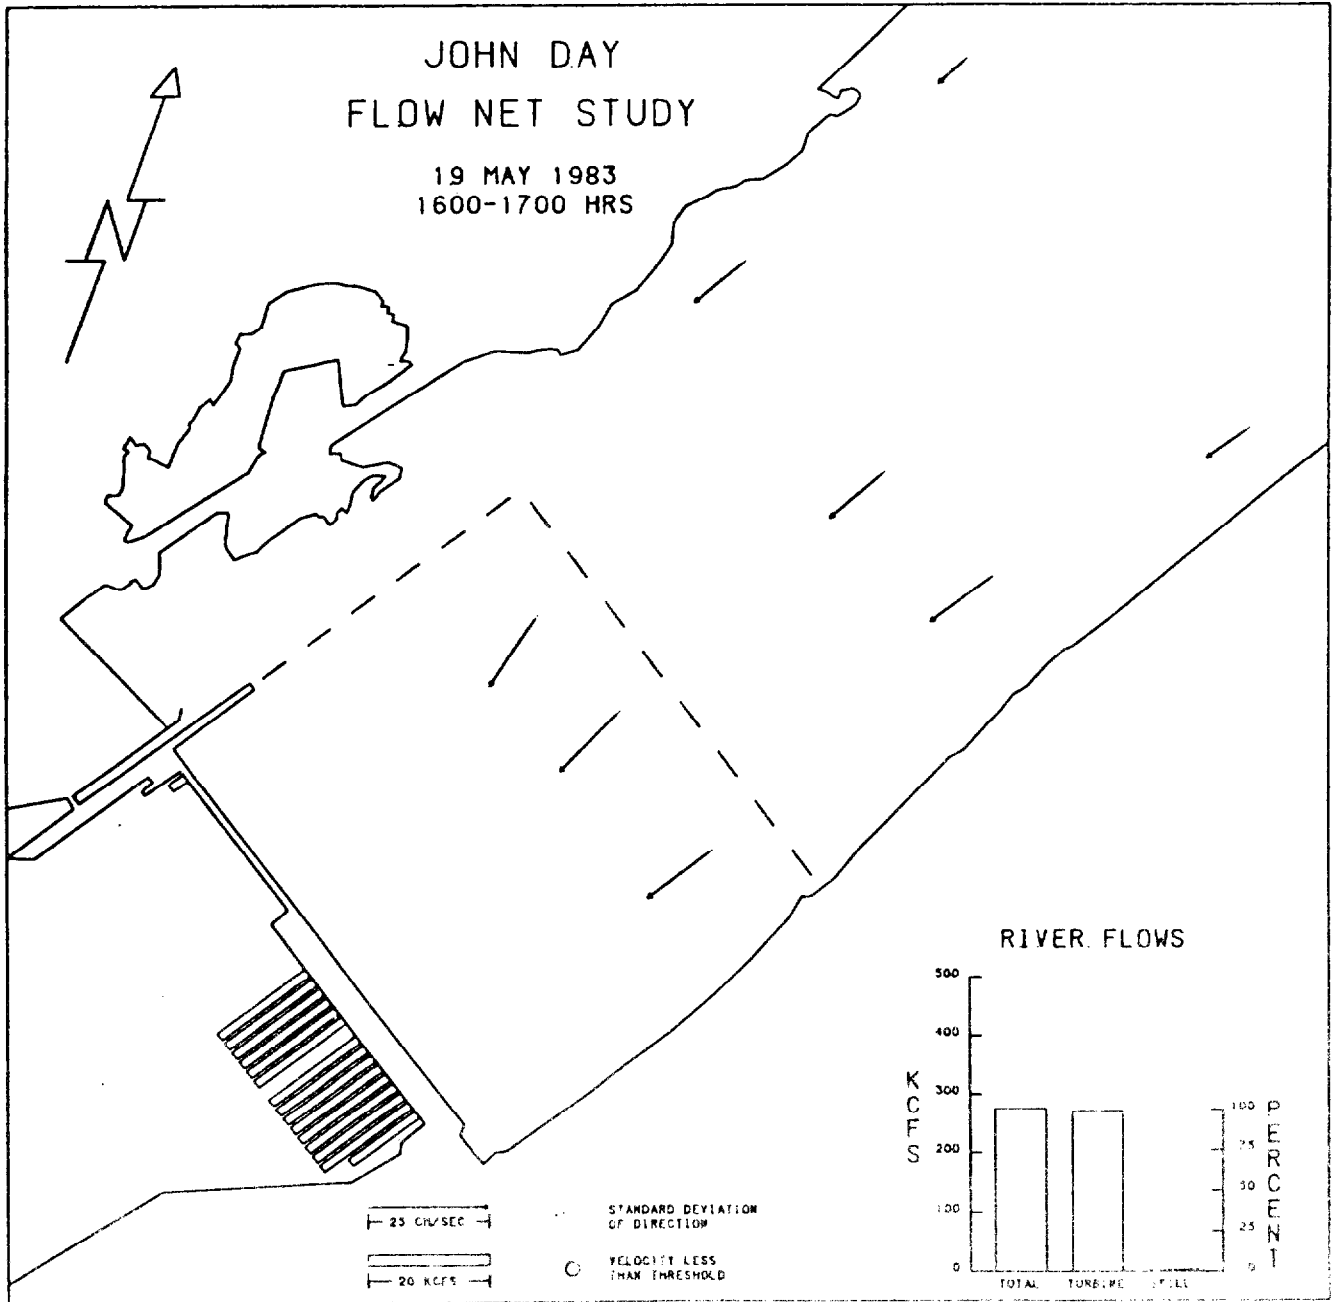 JOHN DAY
FLOW NET STUDY
19 MAY 1983
1600-1700 HRS
N
RIVER FLOWS
500
400
300
200
100
0
KCFS
100
75
50
25
0
PERCENT
TOTAL TURBINE SPILL
25 CM/SEC
STANDARD DEVIATION
OF DIRECTION
20 KCFS
VELOCITY LESS
THAN THRESHOLD